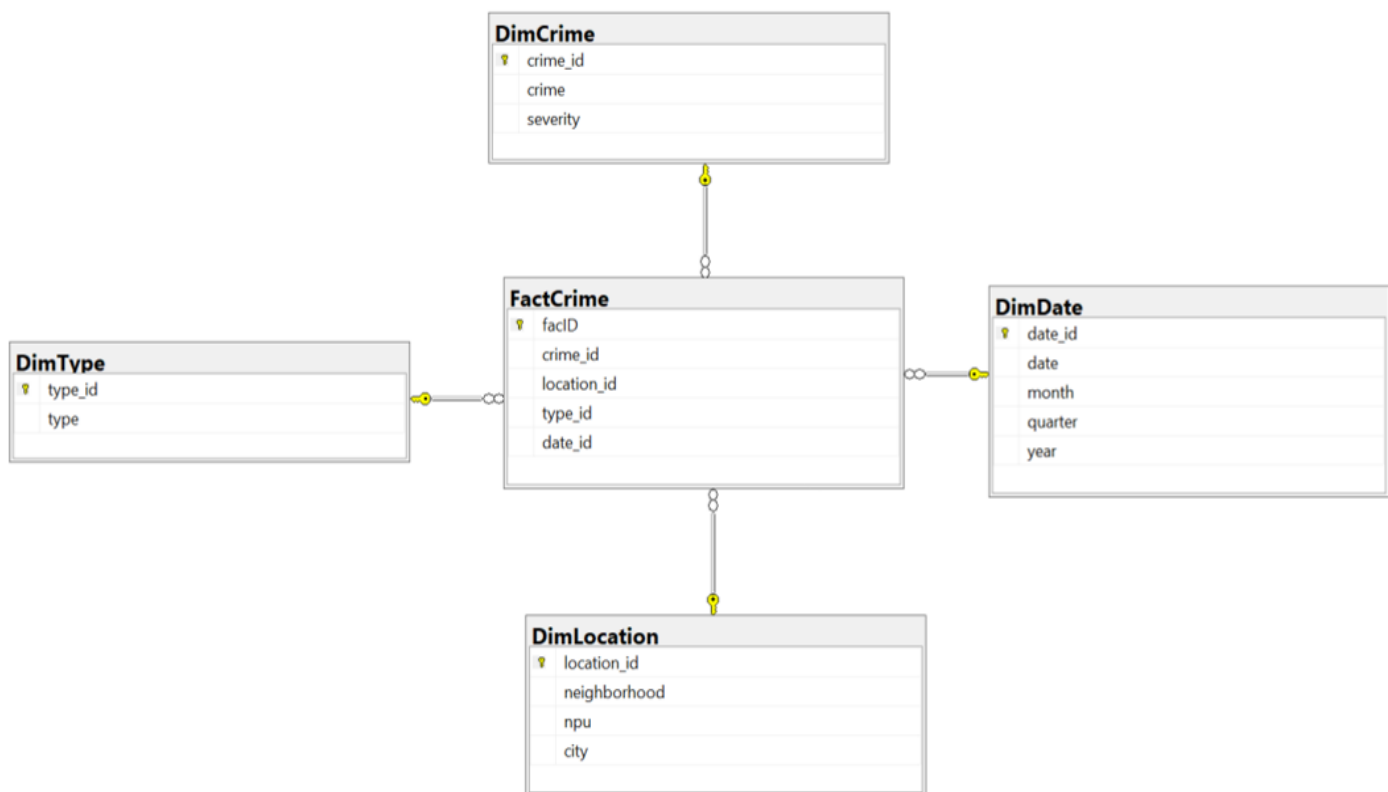 DimCrime
crime_id
crime
severity
FactCrime
facID
crime_id
location_id
type_id
date_id
DimDate
date_id
date
month
quarter
year
DimType
type_id
type
DimLocation
location_id
neighborhood
npu
city